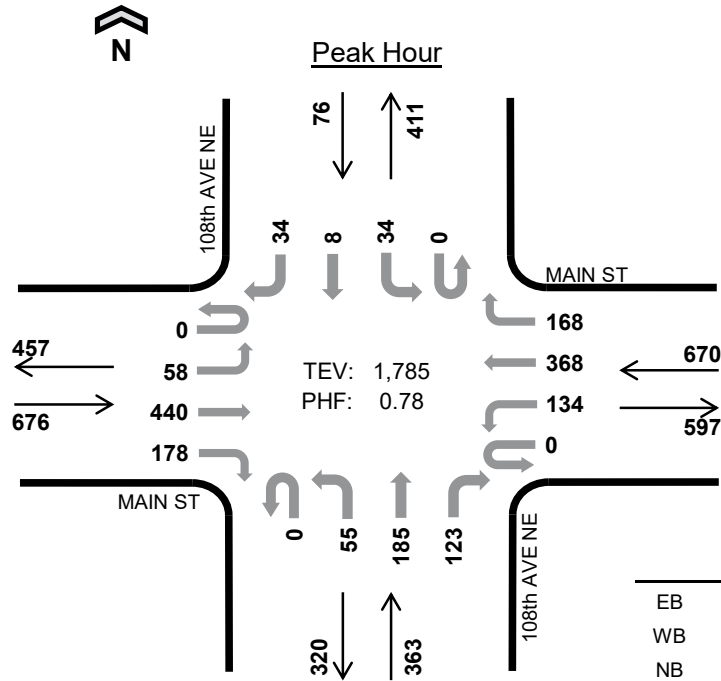 N
Peak Hour
76
411
108th AVE NE
34
8
34
0
MAIN ST
0
168
457
58
TEV: 1,785
368
670
676
440
PHF: 0.78
134
597
178
0
MAIN ST
0
55
185
123
108th AVE NE
320
363
EB
WB
NB